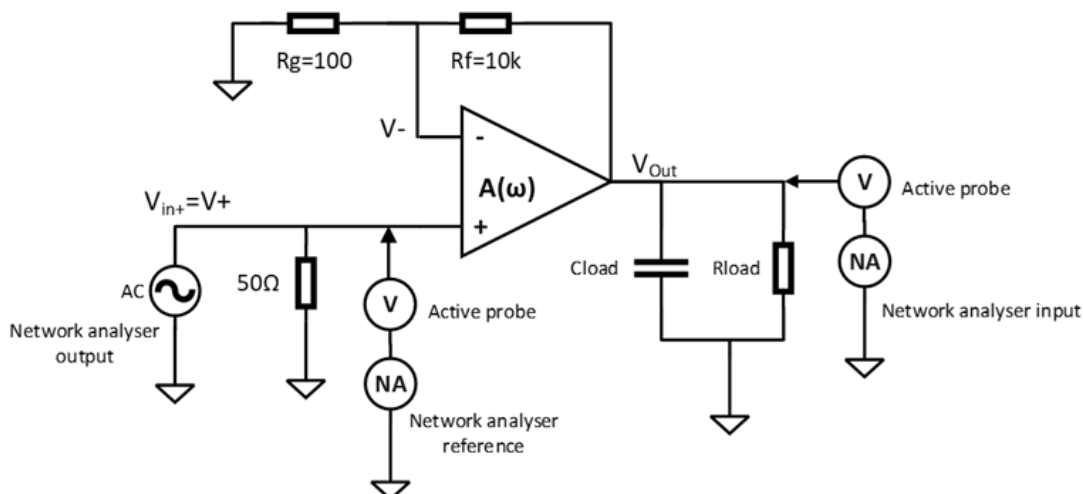 Rg=100
Rf=10k
V-
-
A(ω)
+
V_Out
V_in+=V+
AC
Network analyser
output
50Ω
V
Active probe
NA
Network analyser
reference
Cload
Rload
V
Active probe
NA
Network analyser input